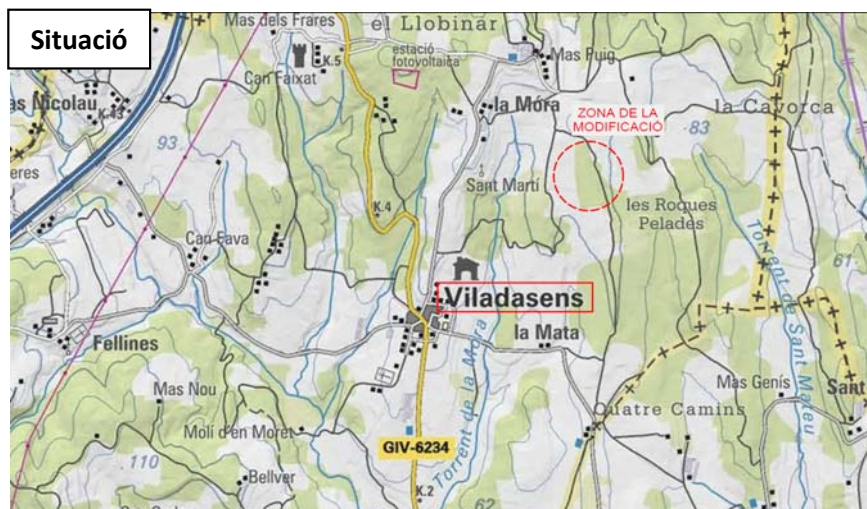 Situació
Mas dels Frares
el Llobinar
K.5
estació
fotovoltaica
Mas Puig
Can Faixat
as Nicolau
K.43
la Móra
ZONA DE LA
MODIFICACIÓ
la Cavorca
93
83
eres
Sant Martí
K.4
les Roques
Pelades
Can Fava
61
Viladasens
la Mata
Fellines
Torrent de la Móra
Torrent de Sant Mateu
Mas Nou
Mas Genís
Sant
Quatre Camins
Molí d'en Moret
GIV-6234
110
Bellver
K.2
62